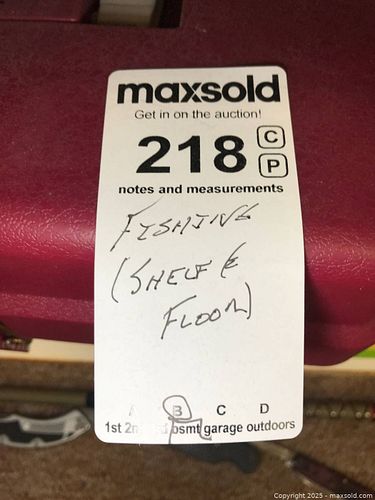 maxsold
Get in on the auction!
218 C
P
notes and measurements
FISHING
(SHELF &
FLOOR)
A B C D
1st 2nd bsmt garage outdoors
Copyright 2025 - maxsold.com